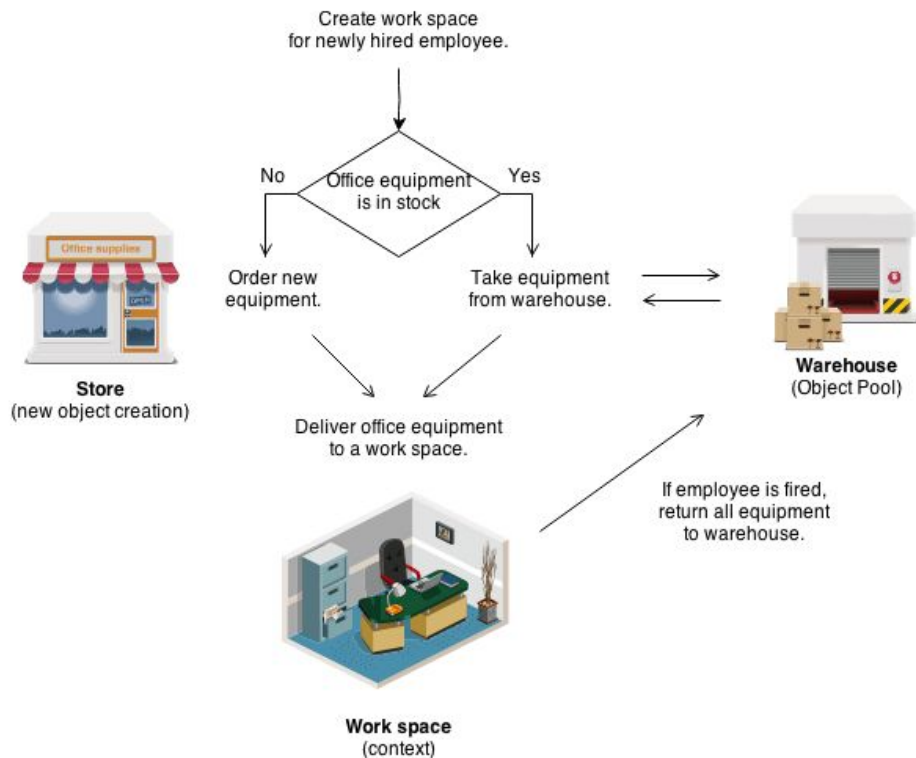 Create work space
for newly hired employee.
No
Office equipment
is in stock
Yes
Office supplies
Order new
equipment.
Take equipment
from warehouse.
Store
(new object creation)
Warehouse
(Object Pool)
Deliver office equipment
to a work space.
If employee is fired,
return all equipment
to warehouse.
Work space
(context)